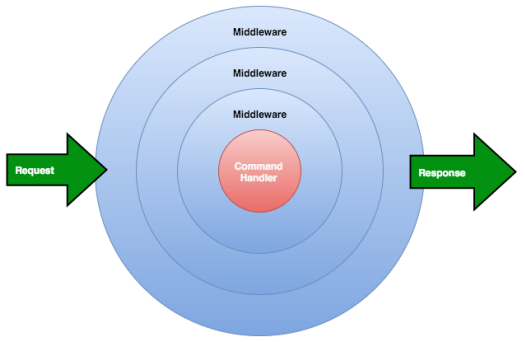 Middleware
Middleware
Middleware
Command
Handler
Request
Response